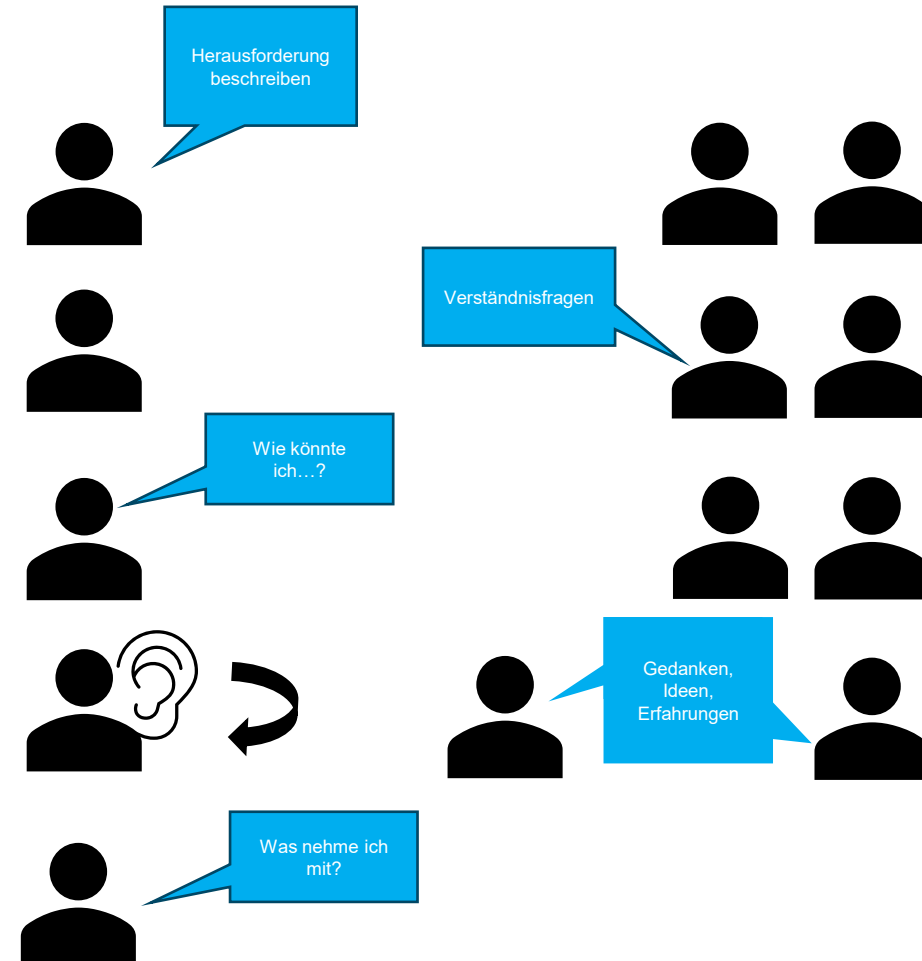 Herausforderung
beschreiben
Verständnisfragen
Wie könnte
ich…?
Gedanken,
Ideen,
Erfahrungen
Was nehme ich
mit?